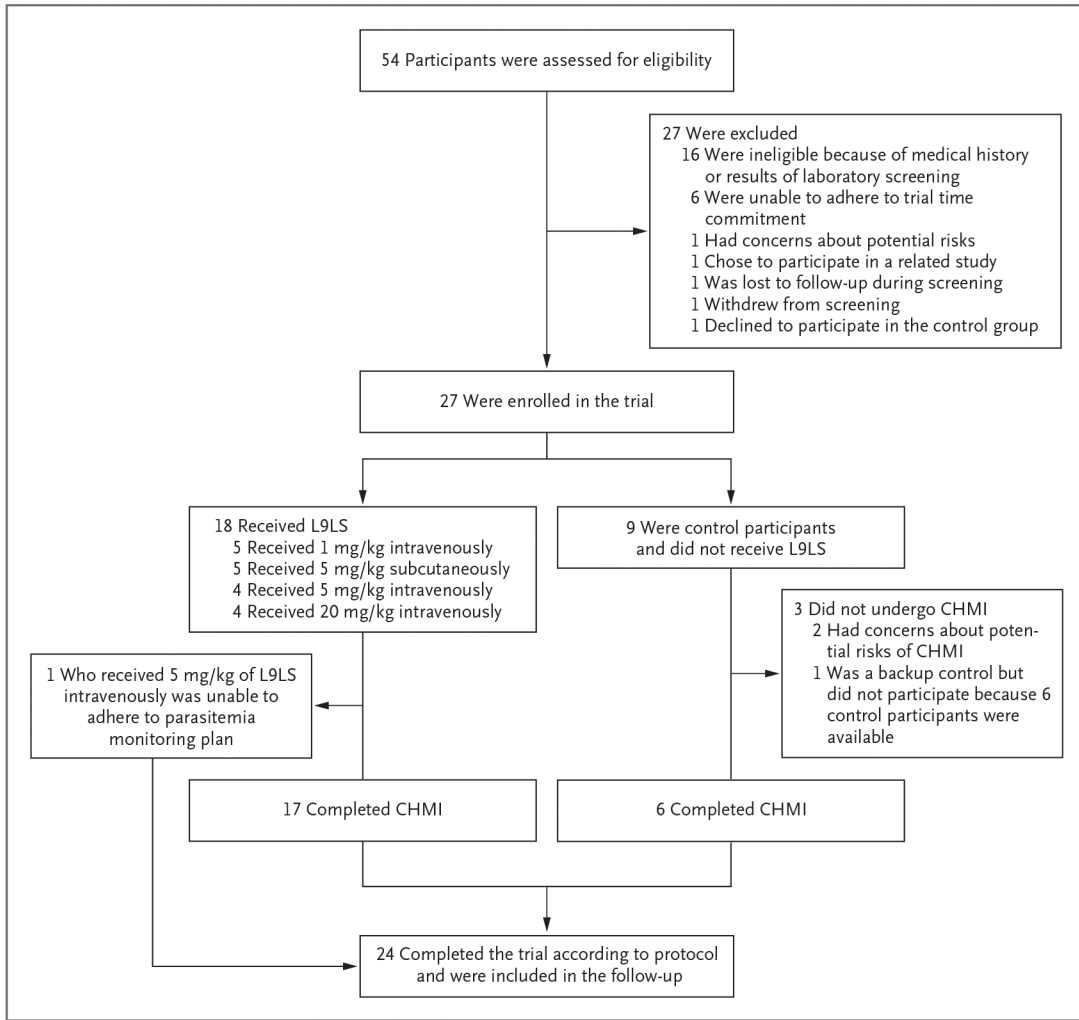 54 Participants were assessed for eligibility
27 Were excluded
16 Were ineligible because of medical history
or results of laboratory screening
6 Were unable to adhere to trial time
commitment
1 Had concerns about potential risks
1 Chose to participate in a related study
1 Was lost to follow-up during screening
1 Withdrew from screening
1 Declined to participate in the control group
27 Were enrolled in the trial
18 Received L9LS
5 Received 1 mg/kg intravenously
5 Received 5 mg/kg subcutaneously
4 Received 5 mg/kg intravenously
4 Received 20 mg/kg intravenously
9 Were control participants
and did not receive L9LS
3 Did not undergo CHMI
2 Had concerns about poten-
tial risks of CHMI
1 Was a backup control but
did not participate because 6
control participants were
available
1 Who received 5 mg/kg of L9LS
intravenously was unable to
adhere to parasitemia
monitoring plan
17 Completed CHMI
6 Completed CHMI
24 Completed the trial according to protocol
and were included in the follow-up